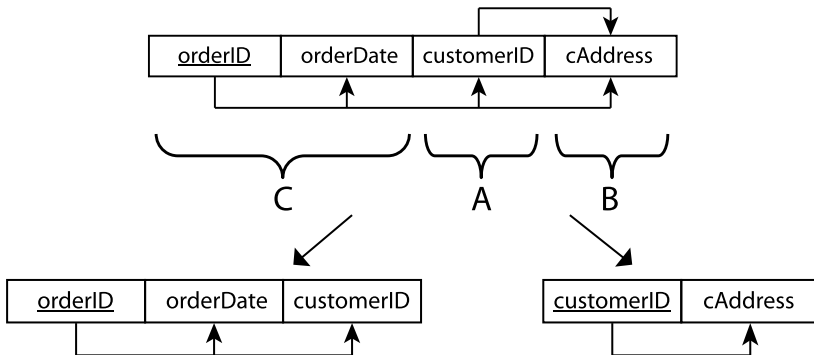 orderID orderDate customerID cAddress
C A B
orderID orderDate customerID customerID cAddress